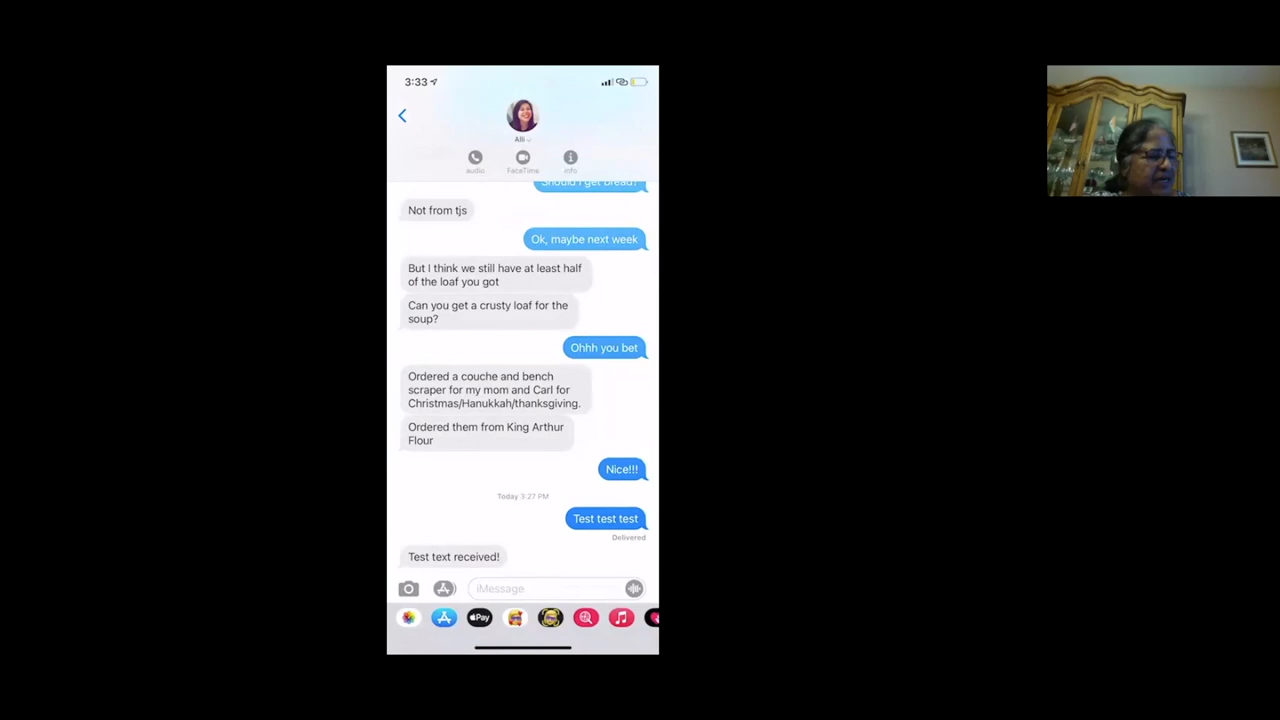 3:33
Alli
audio
FaceTime
info
Should I get bread?
Not from tjs
Ok, maybe next week
But I think we still have at least half
of the loaf you got
Can you get a crusty loaf for the
soup?
Ohhh you bet
Ordered a couche and bench
scraper for my mom and Carl for
Christmas/Hanukkah/thanksgiving.
Ordered them from King Arthur
Flour
Nice!!!
Today 3:27 PM
Test test test
Delivered
Test text received!
iMessage
Pay